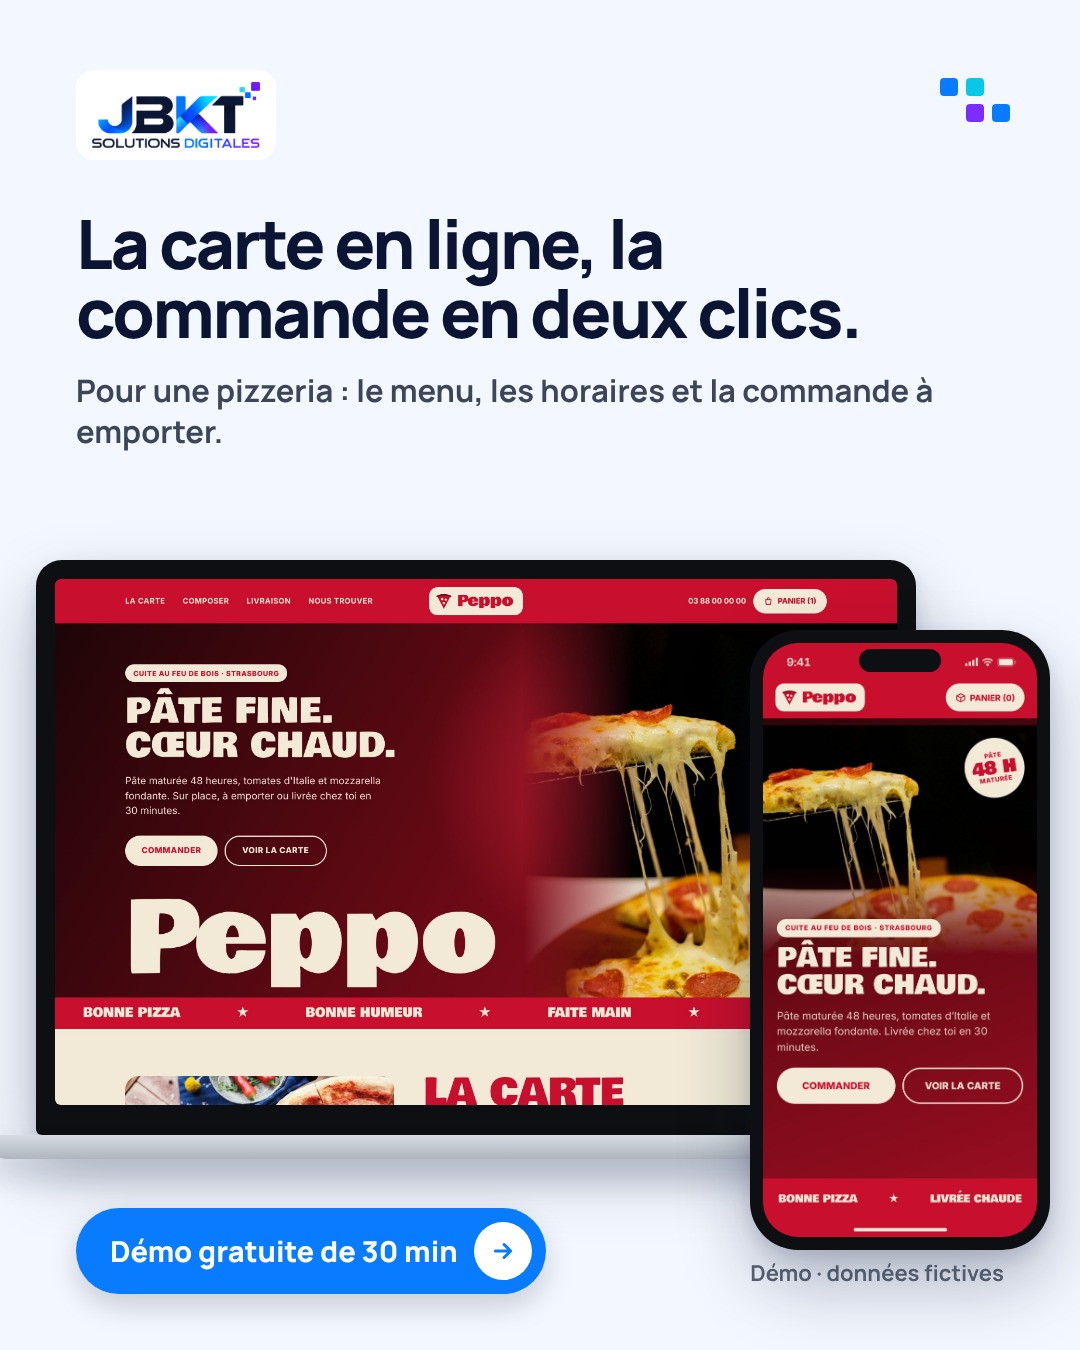 JBKT
SOLUTIONS DIGITALES
La carte en ligne, la
commande en deux clics.
Pour une pizzeria : le menu, les horaires et la commande à
emporter.
LA CARTE COMPOSER LIVRAISON NOUS TROUVER
Peppo
03 88 00 00 00
PANIER (1)
CUITE AU FEU DE BOIS · STRASBOURG
PÂTE FINE.
CŒUR CHAUD.
Pâte maturée 48 heures, tomates d'Italie et mozzarella
fondante. Sur place, à emporter ou livrée chez toi en
30 minutes.
COMMANDER
VOIR LA CARTE
Peppo
BONNE PIZZA ★ BONNE HUMEUR ★ FAITE MAIN ★
LA CARTE
9:41
Peppo
PANIER (0)
PÂTE
48 H
MATURÉE
CUITE AU FEU DE BOIS · STRASBOURG
PÂTE FINE.
CŒUR CHAUD.
Pâte maturée 48 heures, tomates d'Italie et
mozzarella fondante. Livrée chez toi en 30
minutes.
COMMANDER
VOIR LA CARTE
BONNE PIZZA ★ LIVRÉE CHAUDE
Démo gratuite de 30 min
Démo · données fictives